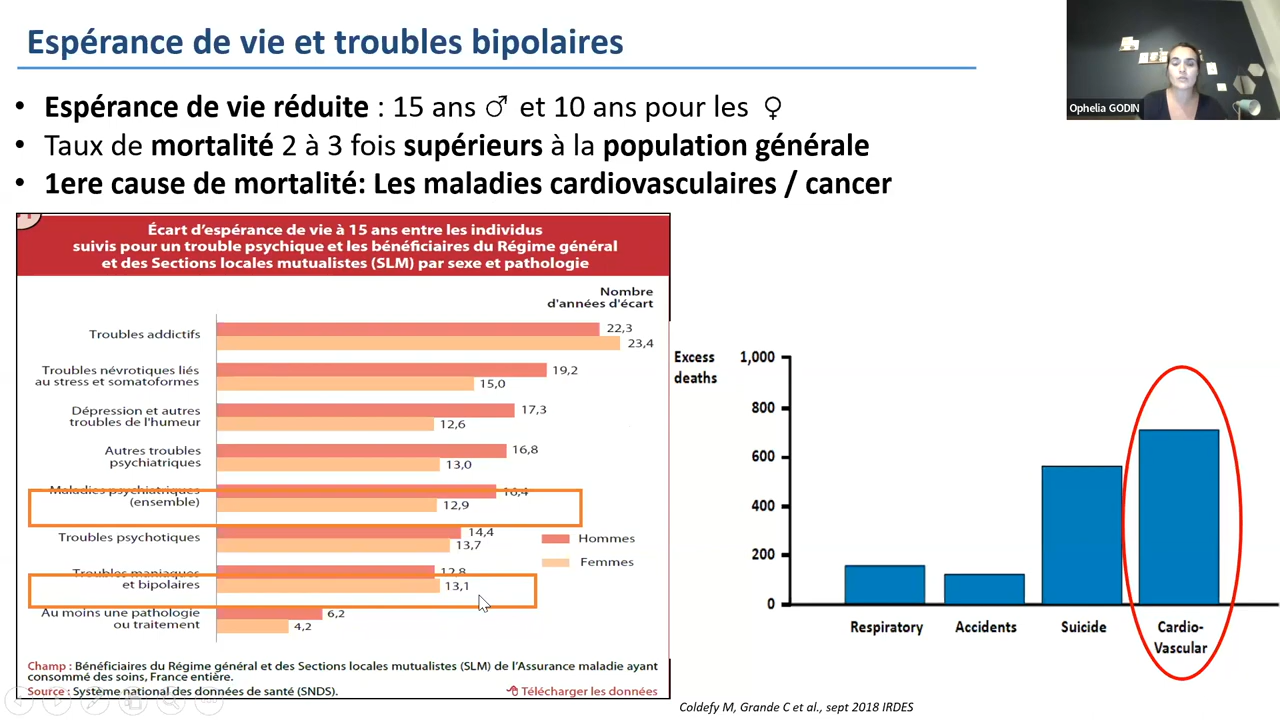 Espérance de vie et troubles bipolaires
Ophelia GODIN
• Espérance de vie réduite : 15 ans ♂ et 10 ans pour les ♀
• Taux de mortalité 2 à 3 fois supérieurs à la population générale
• 1ere cause de mortalité: Les maladies cardiovasculaires / cancer
Écart d’espérance de vie à 15 ans entre les individus
suivis pour un trouble psychique et les bénéficiaires du Régime général
et des Sections locales mutualistes (SLM) par sexe et pathologie
Nombre
d'années d'écart
Troubles addictifs
22,3
23,4
Troubles névrotiques liés
au stress et somatoformes
19,2
15,0
Dépression et autres
troubles de l'humeur
17,3
12,6
Autres troubles
psychiatriques
16,8
13,0
Maladies psychiatriques
(ensemble)
16,4
12,9
Troubles psychotiques
14,4
13,7
Troubles maniaques
et bipolaires
12,8
13,1
Au moins une pathologie
ou traitement
6,2
4,2
Hommes
Femmes
Champ : Bénéficiaires du Régime général et des Sections locales mutualistes (SLM) de l’Assurance maladie ayant
consommé des soins, France entière.
Source : Système national des données de santé (SNDS).
Télécharger les données
Excess
deaths
1,000
800
600
400
200
0
Respiratory
Accidents
Suicide
Cardio-
Vascular
Coldefy M, Grande C et al., sept 2018 IRDES